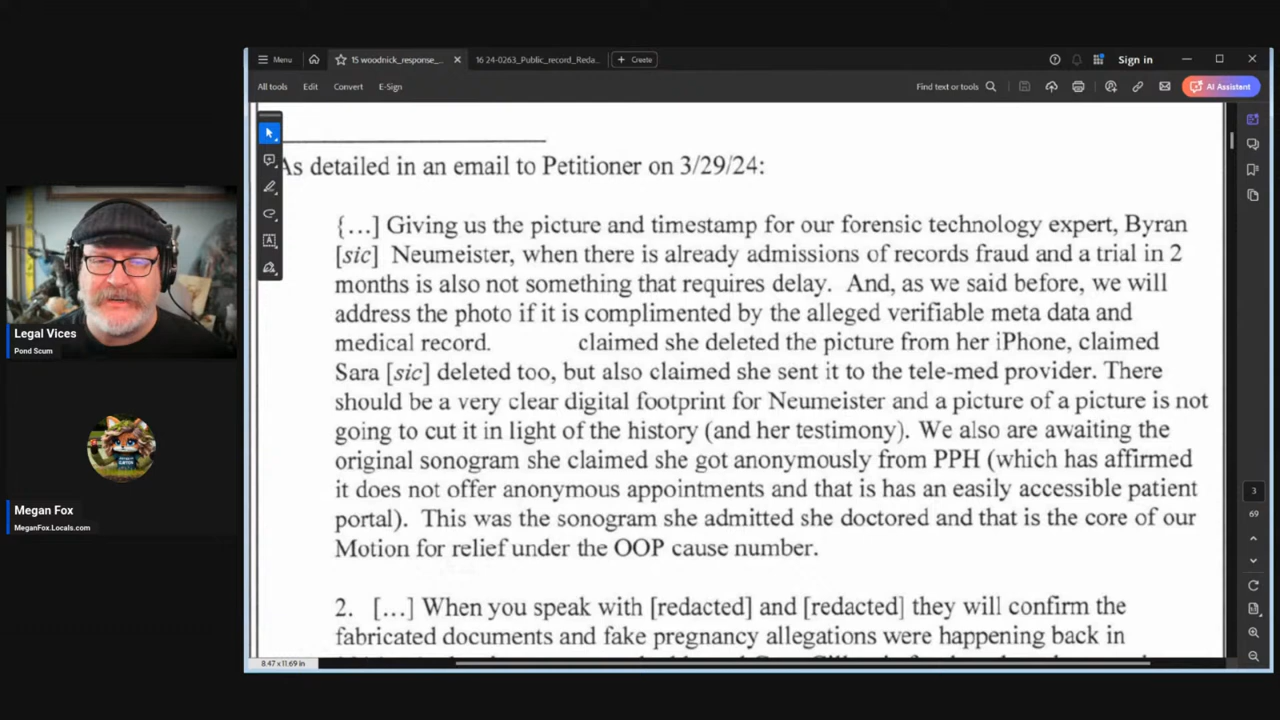 Menu
15 woodnick_response_...
16 24-0263_Public_record_Reda...
Create
Sign in
All tools
Edit
Convert
E-Sign
Find text or tools
AI Assistant
As detailed in an email to Petitioner on 3/29/24:
{…] Giving us the picture and timestamp for our forensic technology expert, Byran
[sic] Neumeister, when there is already admissions of records fraud and a trial in 2
months is also not something that requires delay. And, as we said before, we will
address the photo if it is complimented by the alleged verifiable meta data and
medical record. claimed she deleted the picture from her iPhone, claimed
Sara [sic] deleted too, but also claimed she sent it to the tele-med provider. There
should be a very clear digital footprint for Neumeister and a picture of a picture is not
going to cut it in light of the history (and her testimony). We also are awaiting the
original sonogram she claimed she got anonymously from PPH (which has affirmed
it does not offer anonymous appointments and that is has an easily accessible patient
portal). This was the sonogram she admitted she doctored and that is the core of our
Motion for relief under the OOP cause number.
2. […] When you speak with [redacted] and [redacted] they will confirm the
fabricated documents and fake pregnancy allegations were happening back in
8.47 x 11.69 in
3
69
Legal Vices
Pond Scum
Megan Fox
MeganFox.Locals.com